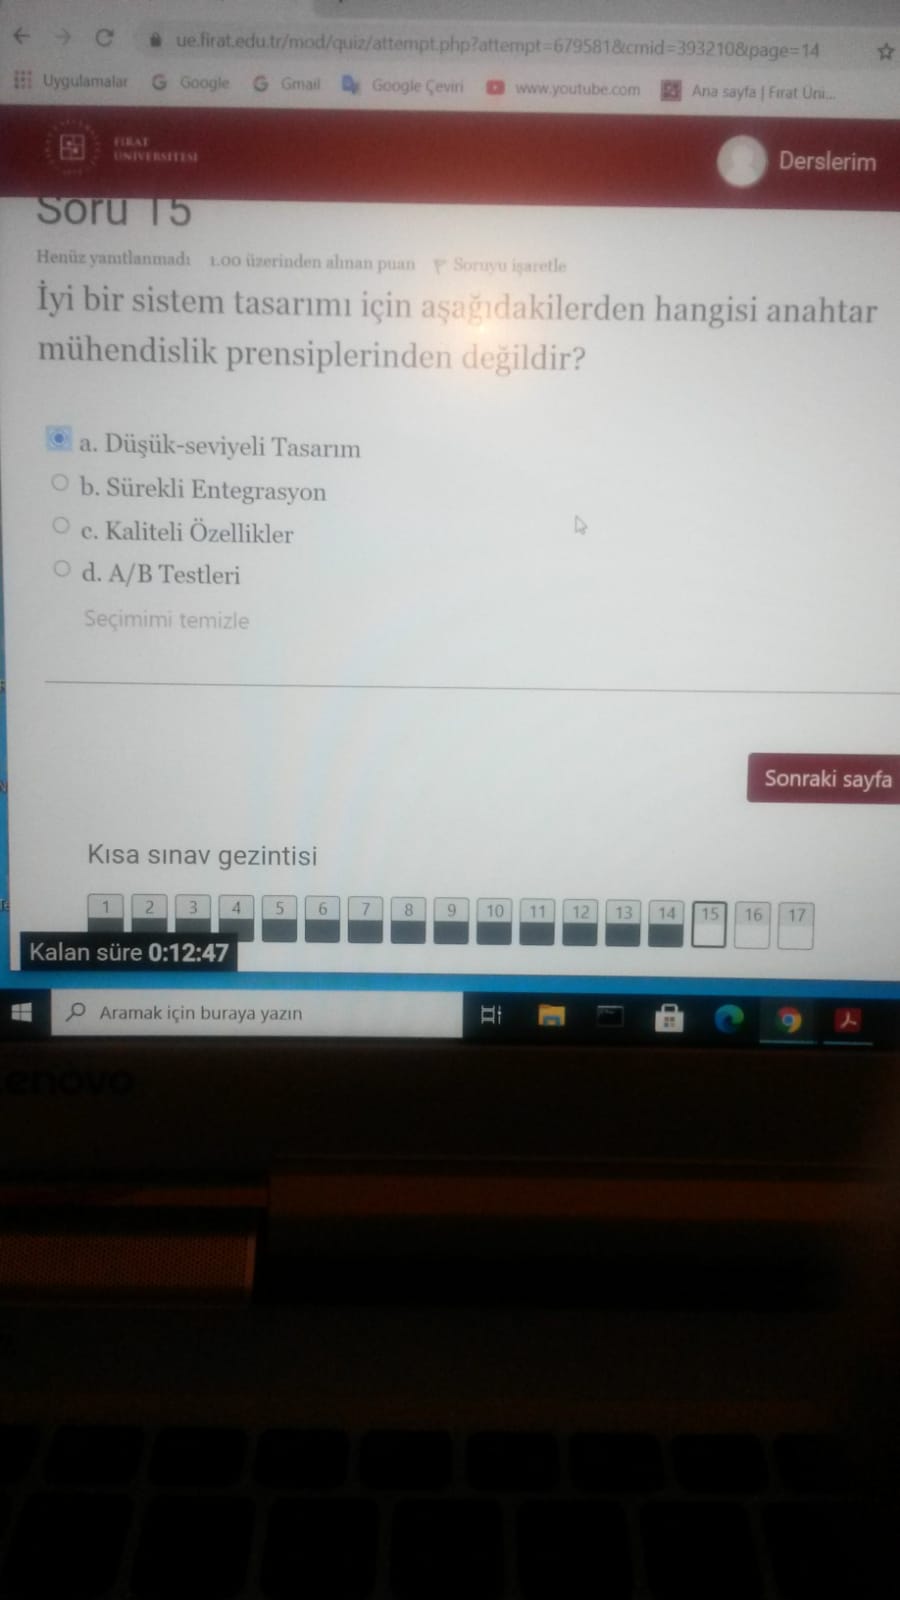 ue.firat.edu.tr/mod/quiz/attempt.php?attempt=679581&cmid=393210&page=14
Uygulamalar Google Gmail Google Çeviri www.youtube.com Ana sayfa | Fırat Üni...
FIRAT
ÜNİVERSİTESİ
Derslerim
Soru 15
Henüz yanıtlanmadı 1.00 üzerinden alınan puan Soruyu işaretle
İyi bir sistem tasarımı için aşağıdakilerden hangisi anahtar
mühendislik prensiplerinden değildir?
a. Düşük-seviyeli Tasarım
b. Sürekli Entegrasyon
c. Kaliteli Özellikler
d. A/B Testleri
Seçimimi temizle
Sonraki sayfa
Kısa sınav gezintisi
1 2 3 4 5 6 7 8 9 10 11 12 13 14 15 16 17
Kalan süre 0:12:47
Aramak için buraya yazın
Lenovo